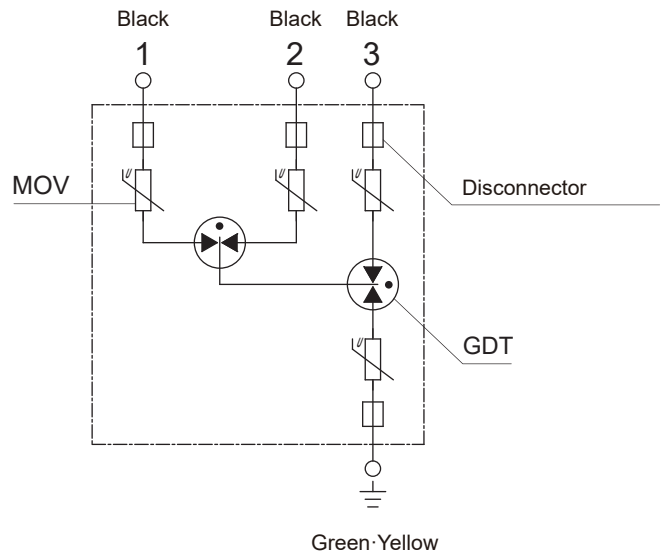 Black Black Black
1 2 3
MOV
Disconnector
GDT
Green·Yellow